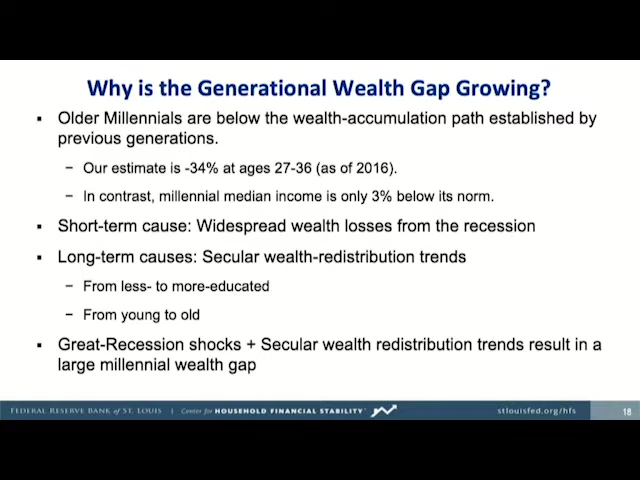 Why is the Generational Wealth Gap Growing?
▪ Older Millennials are below the wealth-accumulation path established by
previous generations.
− Our estimate is -34% at ages 27-36 (as of 2016).
− In contrast, millennial median income is only 3% below its norm.
▪ Short-term cause: Widespread wealth losses from the recession
▪ Long-term causes: Secular wealth-redistribution trends
− From less- to more-educated
− From young to old
▪ Great-Recession shocks + Secular wealth redistribution trends result in a
large millennial wealth gap
FEDERAL RESERVE BANK of ST. LOUIS | Center for HOUSEHOLD FINANCIAL STABILITY stlouisfed.org/hfs 18